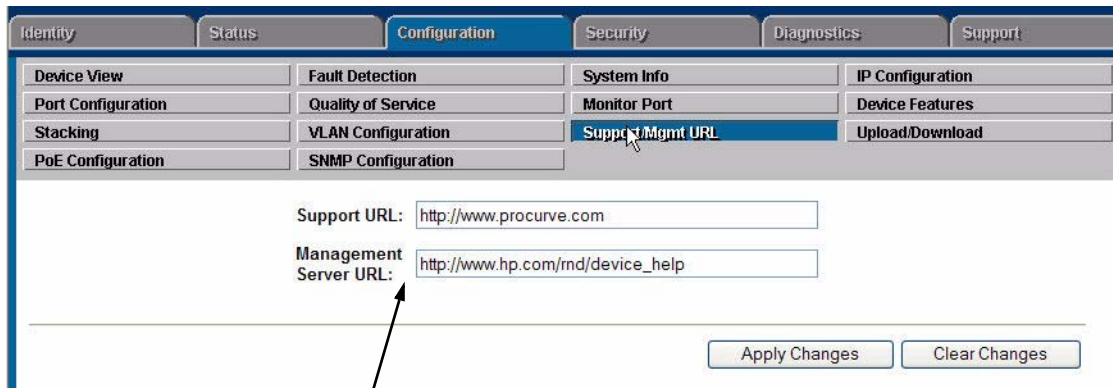 Identity Status Configuration Security Diagnostics Support
Device View Fault Detection System Info IP Configuration
Port Configuration Quality of Service Monitor Port Device Features
Stacking VLAN Configuration Support/Mgmt URL Upload/Download
PoE Configuration SNMP Configuration
Support URL: http://www.procurve.com
Management
Server URL: http://www.hp.com/rnd/device_help
Apply Changes Clear Changes